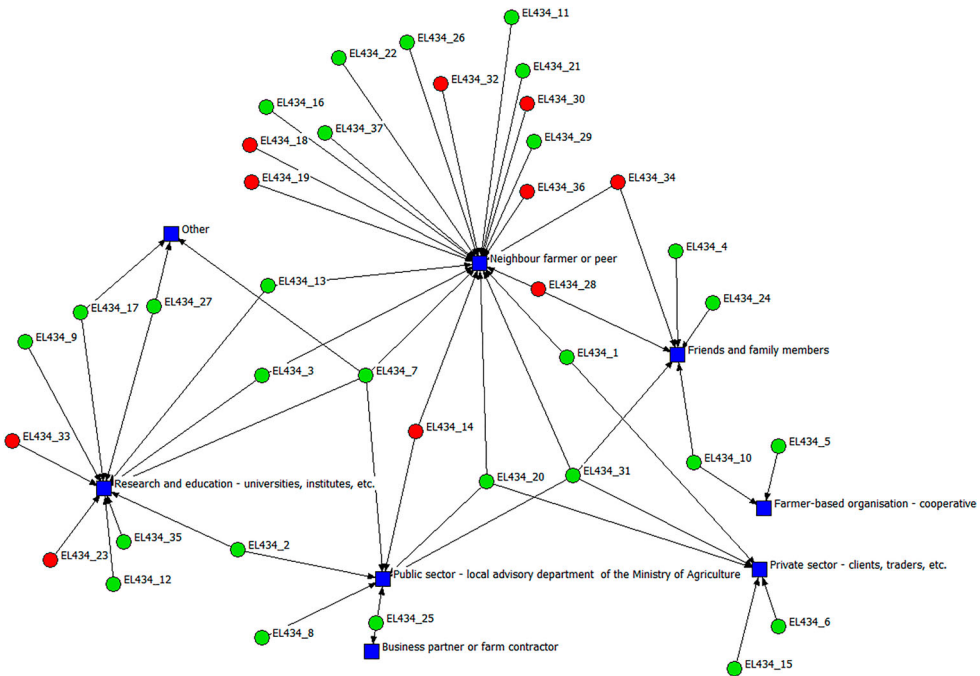 EL434_11
EL434_26
EL434_22
EL434_21
EL434_32
EL434_30
EL434_16
EL434_37
EL434_29
EL434_18
EL434_19
EL434_36
EL434_34
Other
Neighbour farmer or peer
EL434_4
EL434_13
EL434_28
EL434_24
EL434_17
EL434_27
EL434_9
EL434_1
Friends and family members
EL434_3
EL434_7
EL434_14
EL434_33
EL434_5
EL434_20
EL434_31
EL434_10
Research and education - universities, institutes, etc.
Farmer-based organisation - cooperative
EL434_35
EL434_2
EL434_23
Private sector - clients, traders, etc.
Public sector - local advisory department of the Ministry of Agriculture
EL434_12
EL434_25
EL434_6
EL434_8
Business partner or farm contractor
EL434_15